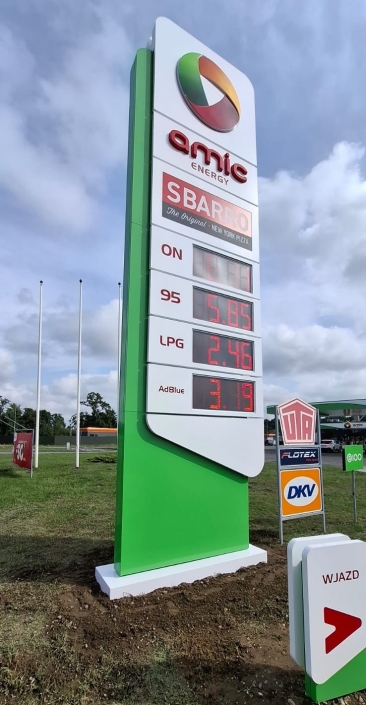 amic
ENERGY
SBARRO
The Original • NEW YORK PIZZA
ON
95
5.85
LPG
2.46
AdBlue
3.19
UTA
FLOTEX
DKV
e100
WJAZD